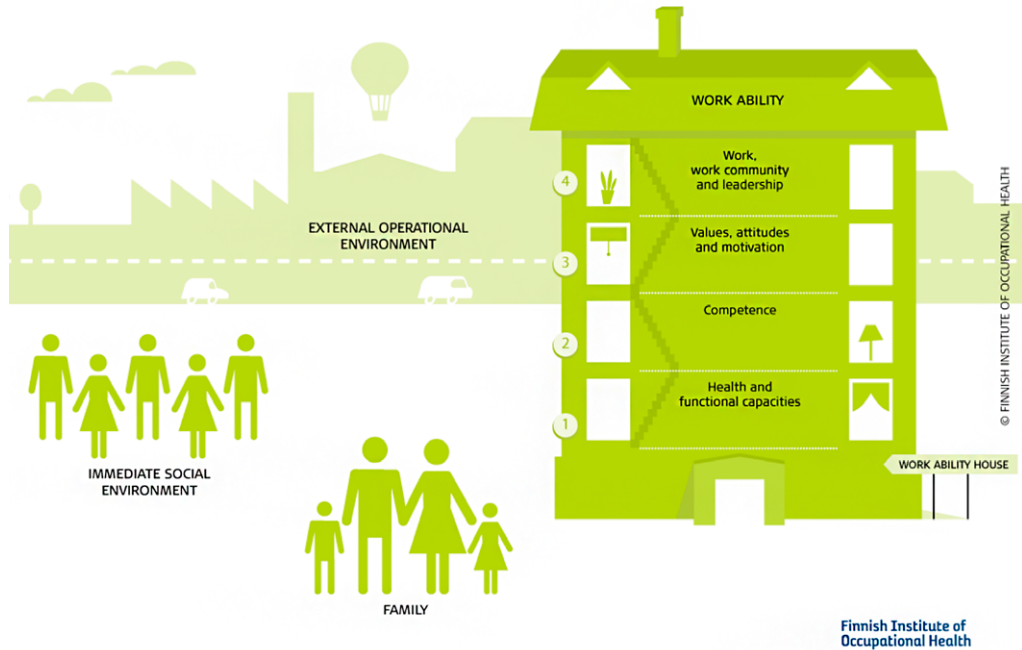 WORK ABILITY
4
Work,
work community
and leadership
3
Values, attitudes
and motivation
2
Competence
1
Health and
functional capacities
EXTERNAL OPERATIONAL
ENVIRONMENT
IMMEDIATE SOCIAL
ENVIRONMENT
FAMILY
WORK ABILITY HOUSE
© FINNISH INSTITUTE OF OCCUPATIONAL HEALTH
Finnish Institute of
Occupational Health